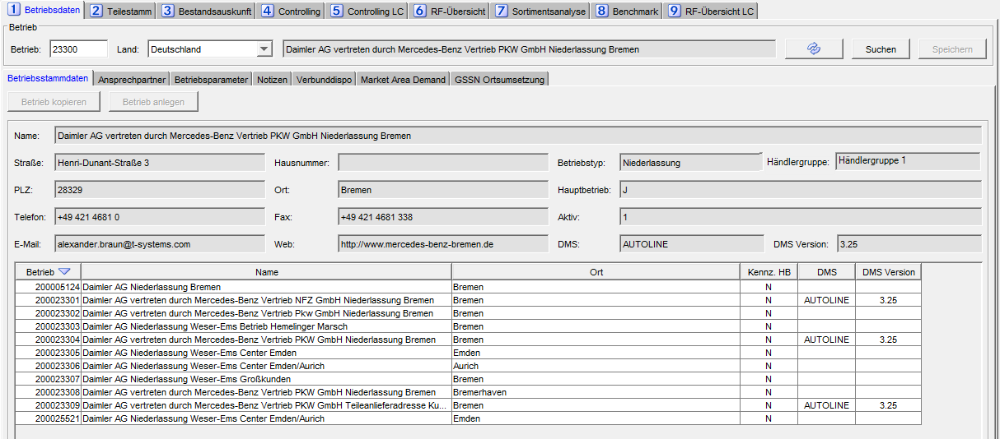 1 Betriebsdaten 2 Teilestamm 3 Bestandsauskunft 4 Controlling 5 Controlling LC 6 RF-Übersicht 7 Sortimentsanalyse 8 Benchmark 9 RF-Übersicht LC
Betrieb
Betrieb: 23300 Land: Deutschland Daimler AG vertreten durch Mercedes-Benz Vertrieb PKW GmbH Niederlassung Bremen Suchen Speichern
Betriebsstammdaten Ansprechpartner Betriebsparameter Notizen Verbunddispo Market Area Demand GSSN Ortsumsetzung
Betrieb kopieren Betrieb anlegen
Name: Daimler AG vertreten durch Mercedes-Benz Vertrieb PKW GmbH Niederlassung Bremen
Straße: Henri-Dunant-Straße 3 Hausnummer: Betriebstyp: Niederlassung Händlergruppe: Händlergruppe 1
PLZ: 28329 Ort: Bremen Hauptbetrieb: J
Telefon: +49 421 4681 0 Fax: +49 421 4681 338 Aktiv: 1
E-Mail: alexander.braun@t-systems.com Web: http://www.mercedes-benz-bremen.de DMS: AUTOLINE DMS Version: 3.25
Betrieb Name Ort Kennz. HB DMS DMS Version
200005124 Daimler AG Niederlassung Bremen Bremen N
200023301 Daimler AG vertreten durch Mercedes-Benz Vertrieb NFZ GmbH Niederlassung Bremen Bremen N AUTOLINE 3.25
200023302 Daimler AG vertreten durch Mercedes-Benz Vertrieb Pkw GmbH Niederlassung Bremen Bremen N
200023303 Daimler AG Niederlassung Weser-Ems Betrieb Hemelinger Marsch Bremen N
200023304 Daimler AG vertreten durch Mercedes-Benz Vertrieb PKW GmbH Niederlassung Bremen Bremen N AUTOLINE 3.25
200023305 Daimler AG Niederlassung Weser-Ems Center Emden Emden N
200023306 Daimler AG Niederlassung Weser-Ems Center Emden/Aurich Aurich N
200023307 Daimler AG Niederlassung Weser-Ems Großkunden Bremen N
200023308 Daimler AG vertreten durch Mercedes-Benz Vertrieb PKW GmbH Niederlassung Bremen Bremerhaven N
200023309 Daimler AG vertreten durch Mercedes-Benz Vertrieb PKW GmbH Teileanlieferadresse Ku... Bremen N AUTOLINE 3.25
200025521 Daimler AG Niederlassung Weser-Ems Center Emden/Aurich Emden N